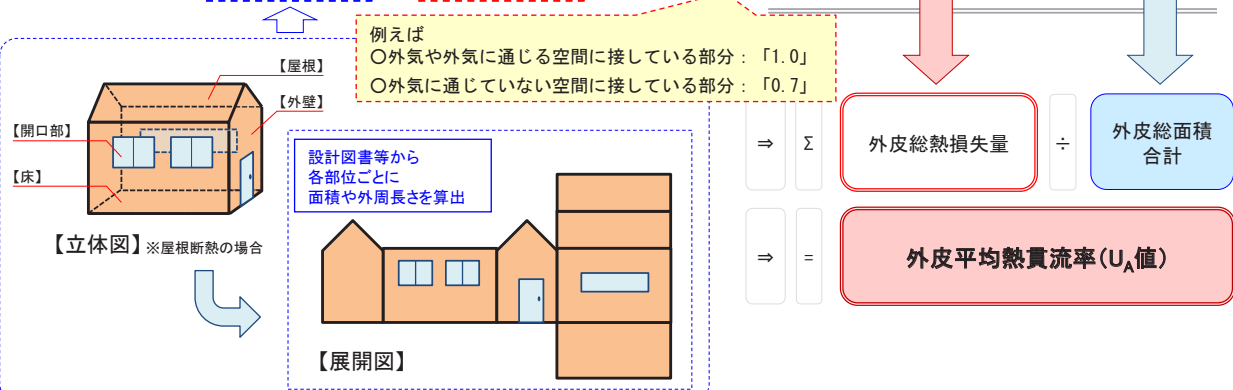 例えば
○外気や外気に通じる空間に接している部分：「1.0」
○外気に通じていない空間に接している部分：「0.7」
【屋根】
【外壁】
【開口部】
【床】
【立体図】※屋根断熱の場合
設計図書等から
各部位ごとに
面積や外周長さを算出
【展開図】
⇒ Σ 外皮総熱損失量 ÷ 外皮総面積
合計
⇒ = 外皮平均熱貫流率(UA値)